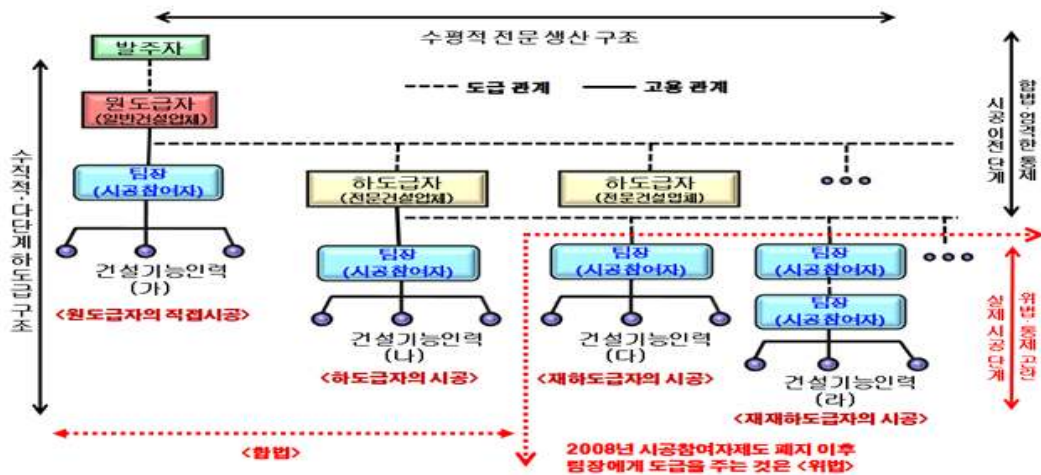 수평적 전문 생산 구조
발주자
도급 관계
고용 관계
원도급자
(일반건설업체)
합법·엄격한 통제
시공 이전 단계
수직적·다단계 하도급 구조
팀장
(시공참여자)
하도급자
(전문건설업체)
하도급자
(전문건설업체)
건설기능인력
(가)
<원도급자의 직접시공>
팀장
(시공참여자)
건설기능인력
(나)
<하도급자의 시공>
팀장
(시공참여자)
건설기능인력
(다)
<재하도급자의 시공>
팀장
(시공참여자)
팀장
(시공참여자)
건설기능인력
(라)
<재재하도급자의 시공>
위법·통제 곤란
실제 시공 단계
<합법>
2008년 시공참여자제도 폐지 이후
팀장에게 도급을 주는 것은 <위법>